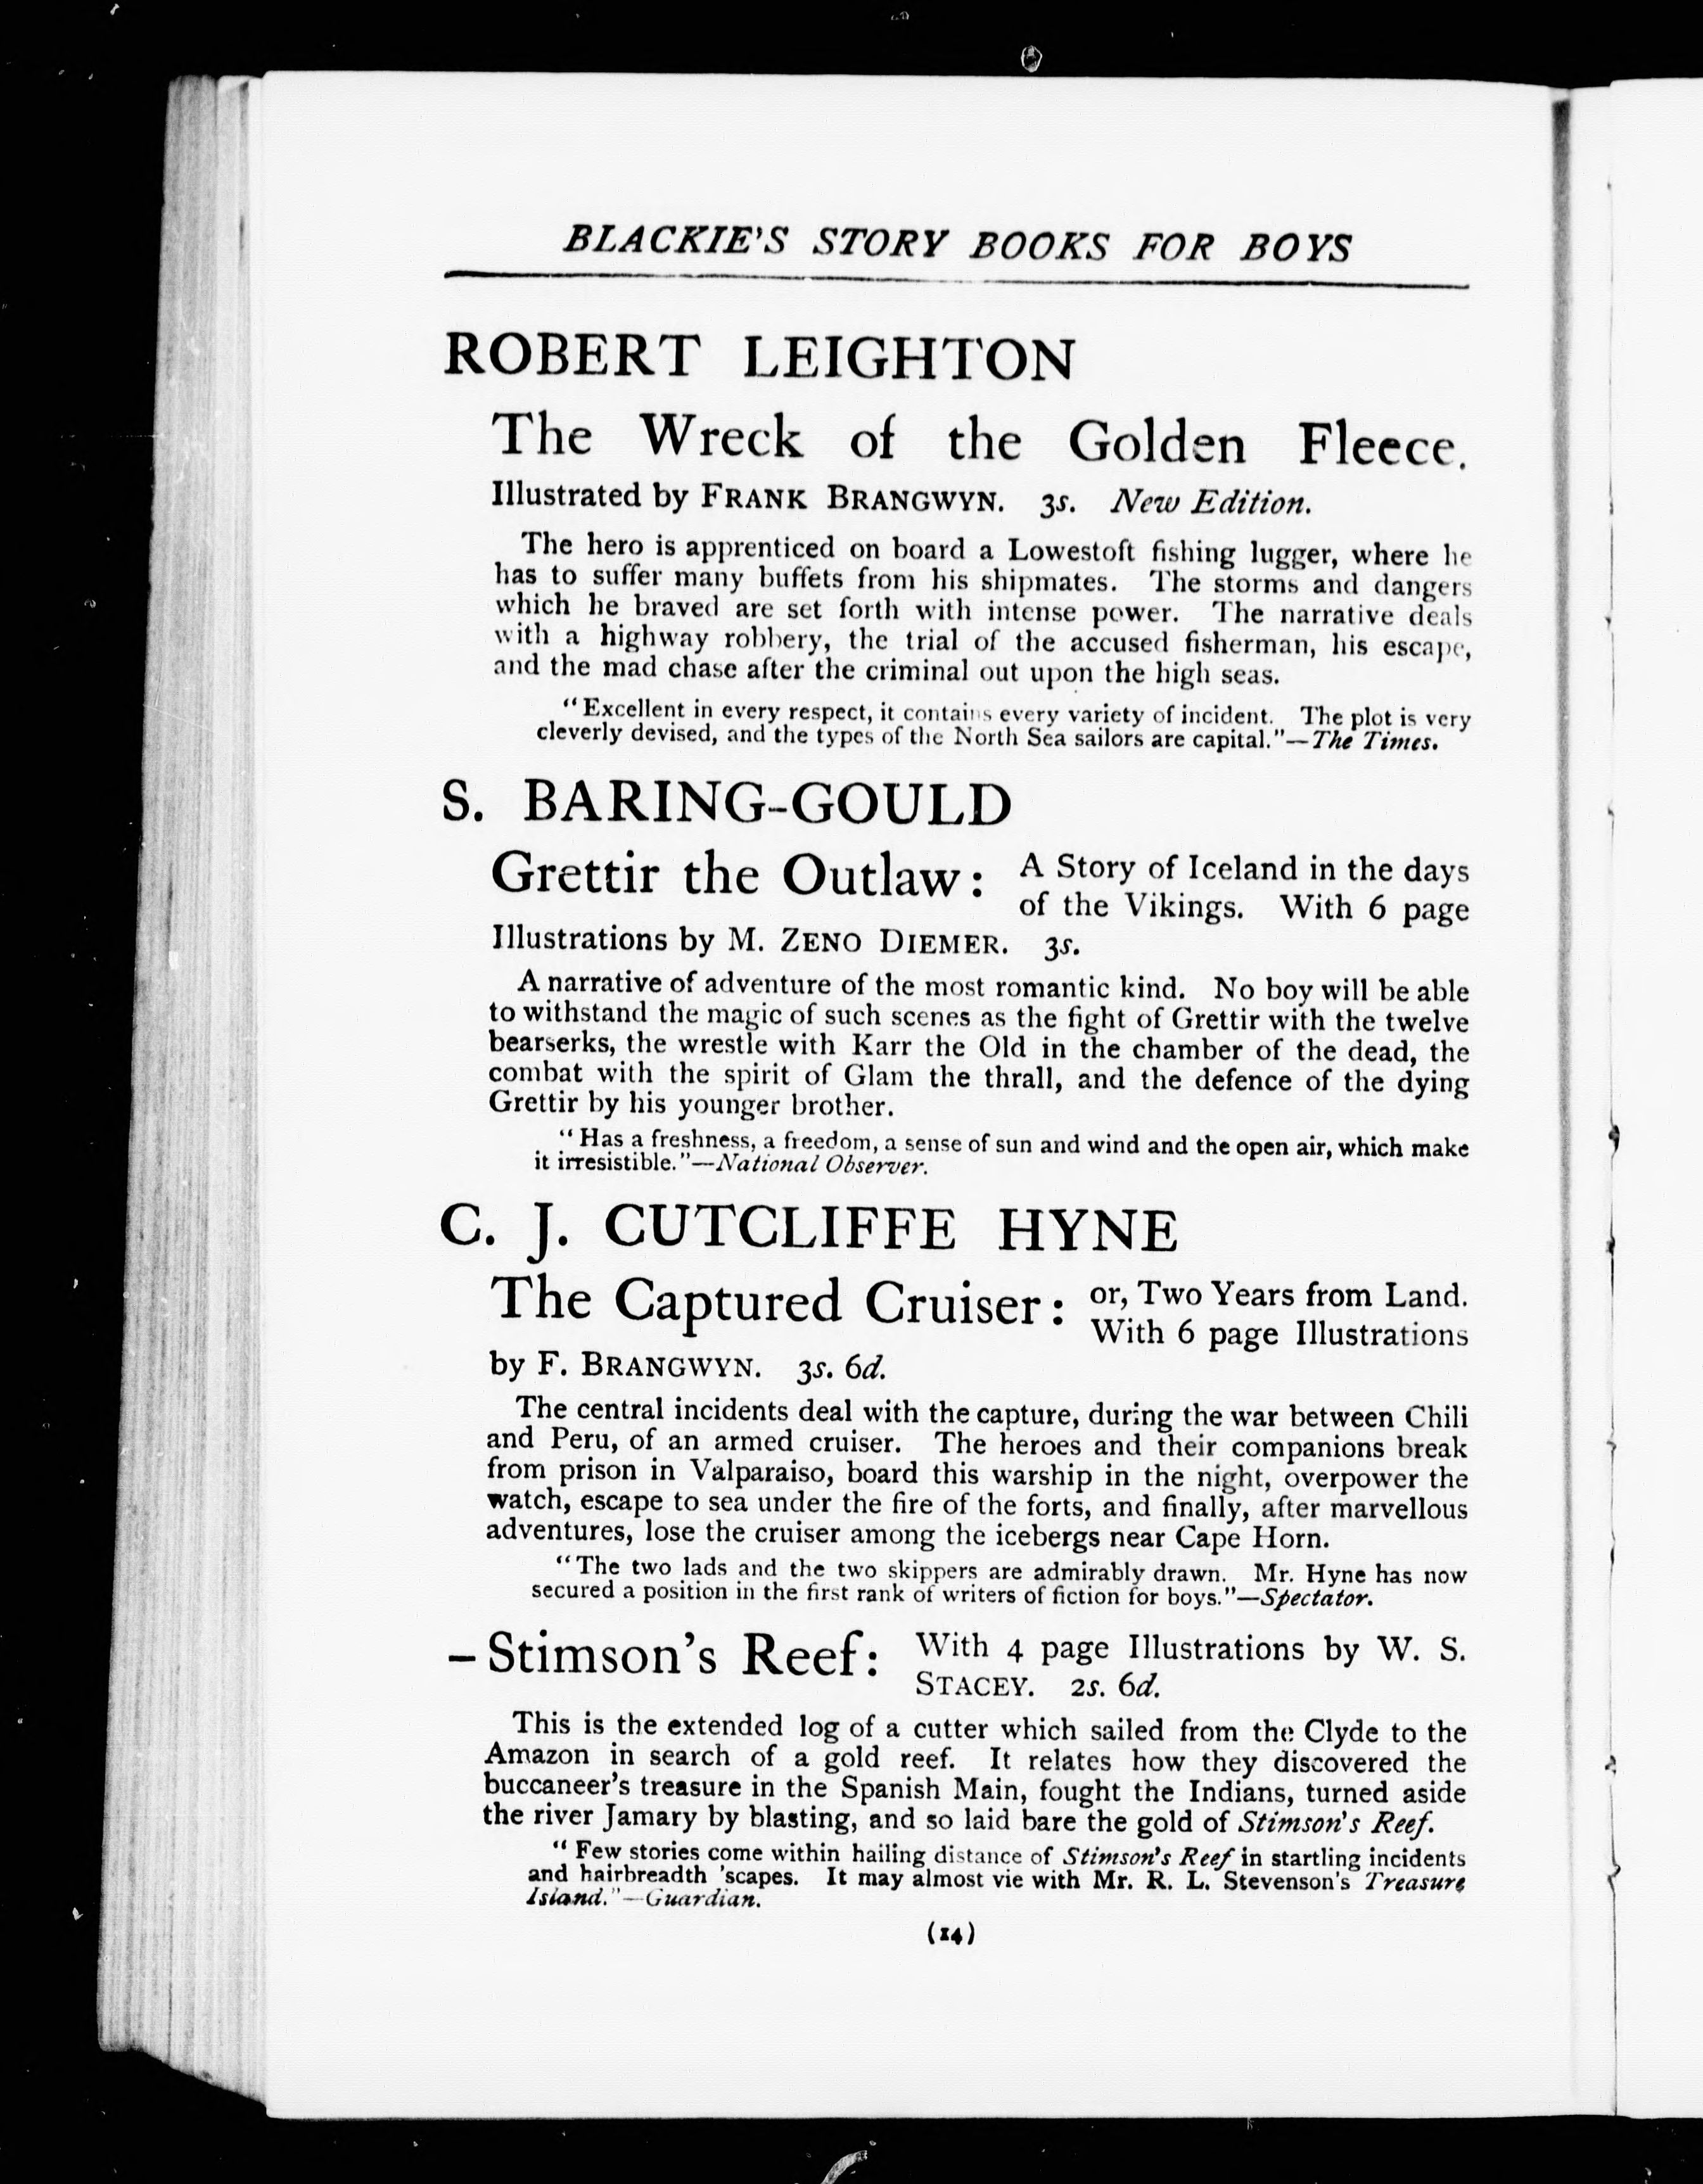 BLACKIE'S STORY BOOKS FOR BOYS
ROBERT LEIGHTON
The Wreck of the Golden Fleece.
Illustrated by FRANK BRANGWYN. 3s. New Edition.
The hero is apprenticed on board a Lowestoft fishing lugger, where he
has to suffer many buffets from his shipmates. The storms and dangers
which he braved are set forth with intense power. The narrative deals
with a highway robbery, the trial of the accused fisherman, his escape,
and the mad chase after the criminal out upon the high seas.
"Excellent in every respect, it contains every variety of incident. The plot is very
cleverly devised, and the types of the North Sea sailors are capital."—The Times.
S. BARING-GOULD
Grettir the Outlaw: A Story of Iceland in the days
of the Vikings. With 6 page
Illustrations by M. ZENO DIEMER. 3s.
A narrative of adventure of the most romantic kind. No boy will be able
to withstand the magic of such scenes as the fight of Grettir with the twelve
bearserks, the wrestle with Karr the Old in the chamber of the dead, the
combat with the spirit of Glam the thrall, and the defence of the dying
Grettir by his younger brother.
"Has a freshness, a freedom, a sense of sun and wind and the open air, which make
it irresistible."—National Observer.
C. J. CUTCLIFFE HYNE
The Captured Cruiser: or, Two Years from Land.
With 6 page Illustrations
by F. BRANGWYN. 3s. 6d.
The central incidents deal with the capture, during the war between Chili
and Peru, of an armed cruiser. The heroes and their companions break
from prison in Valparaiso, board this warship in the night, overpower the
watch, escape to sea under the fire of the forts, and finally, after marvellous
adventures, lose the cruiser among the icebergs near Cape Horn.
"The two lads and the two skippers are admirably drawn. Mr. Hyne has now
secured a position in the first rank of writers of fiction for boys."—Spectator.
—Stimson's Reef: With 4 page Illustrations by W. S.
STACEY. 2s. 6d.
This is the extended log of a cutter which sailed from the Clyde to the
Amazon in search of a gold reef. It relates how they discovered the
buccaneer's treasure in the Spanish Main, fought the Indians, turned aside
the river Jamary by blasting, and so laid bare the gold of Stimson's Reef.
"Few stories come within hailing distance of Stimson's Reef in startling incidents
and hairbreadth 'scapes. It may almost vie with Mr. R. L. Stevenson's Treasure
Island."—Guardian.
(14)